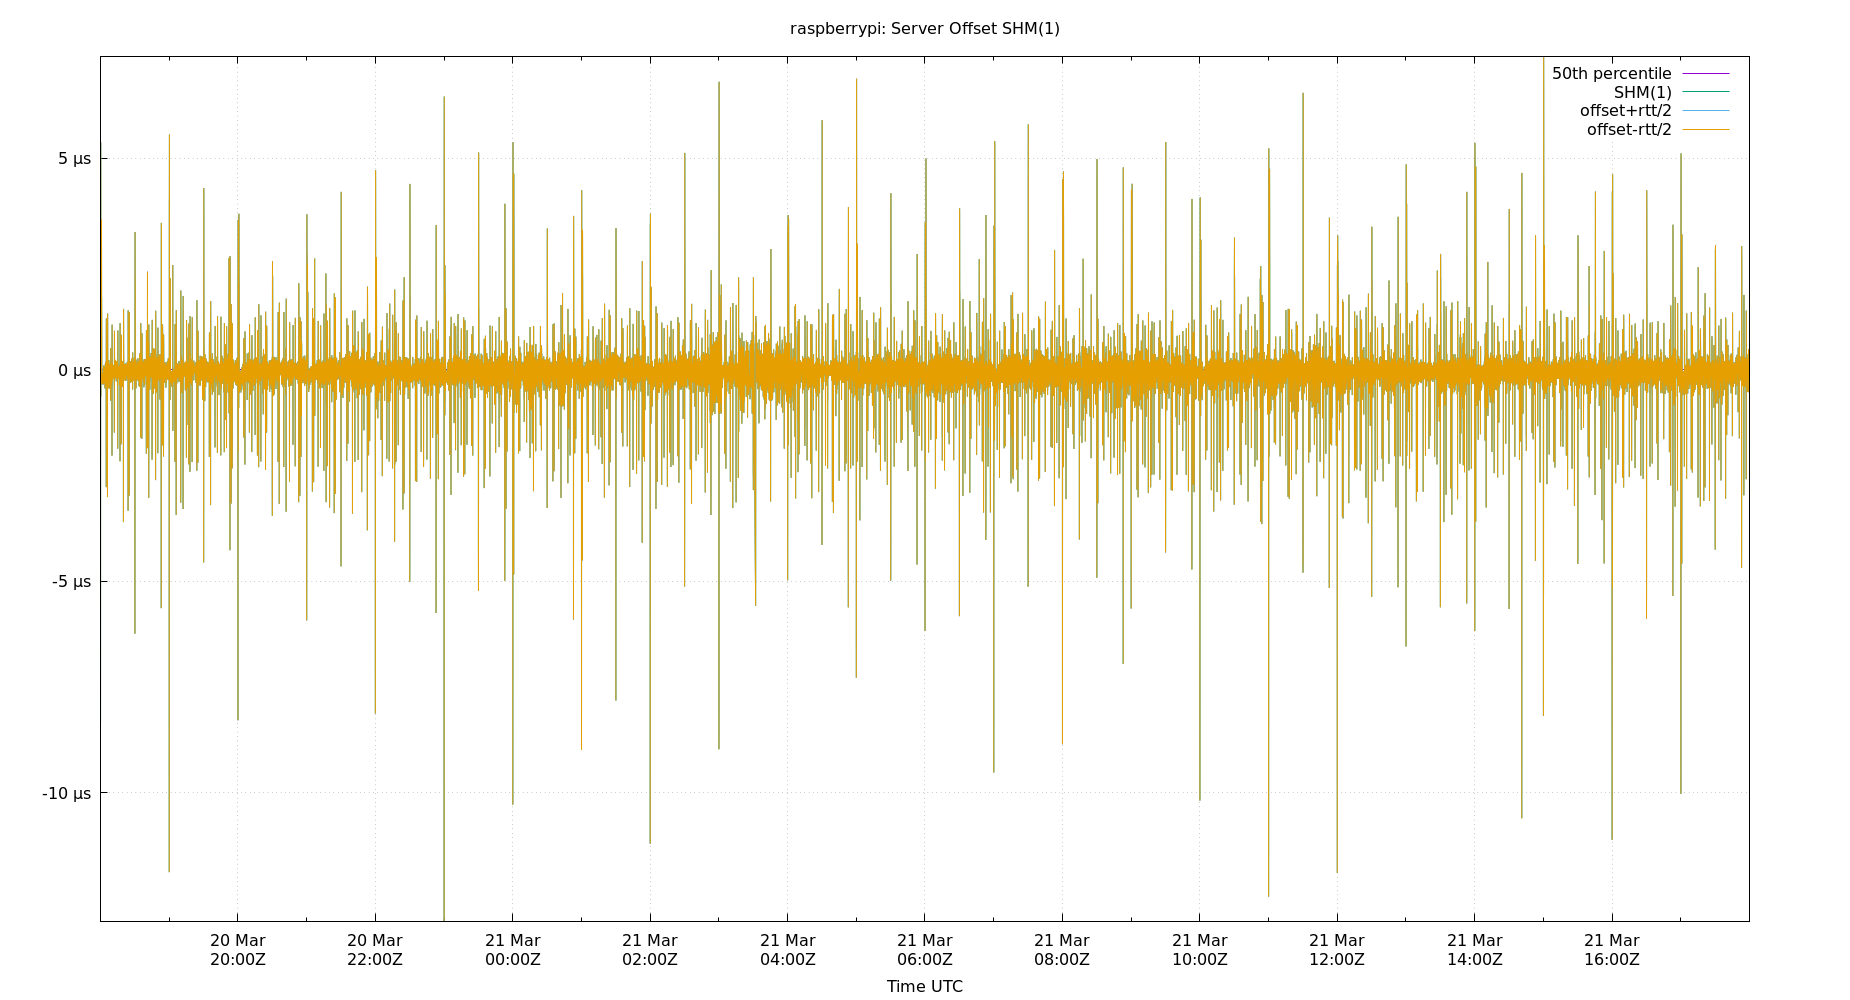 raspberrypi: Server Offset SHM(1)
50th percentile
SHM(1)
offset+rtt/2
offset-rtt/2
5 µs
0 µs
-5 µs
-10 µs
20 Mar 20 Mar 21 Mar 21 Mar 21 Mar 21 Mar 21 Mar 21 Mar 21 Mar 21 Mar 21 Mar
20:00Z 22:00Z 00:00Z 02:00Z 04:00Z 06:00Z 08:00Z 10:00Z 12:00Z 14:00Z 16:00Z
Time UTC